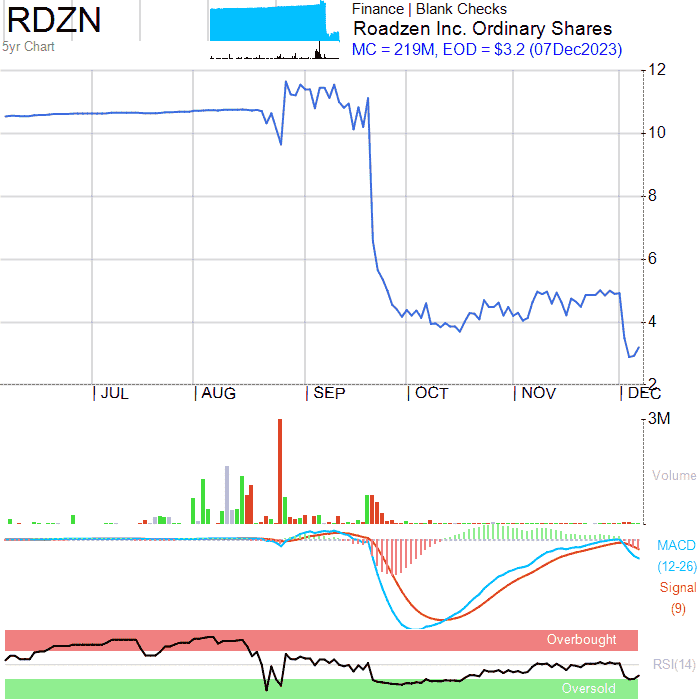 RDZN
5yr Chart
Finance | Blank Checks
Roadzen Inc. Ordinary Shares
MC = 219M, EOD = $3.2 (07Dec2023)
12
10
8
6
4
2
JUL AUG SEP OCT NOV DEC
3M
Volume
MACD
(12-26)
Signal
(9)
Overbought
RSI(14)
Oversold